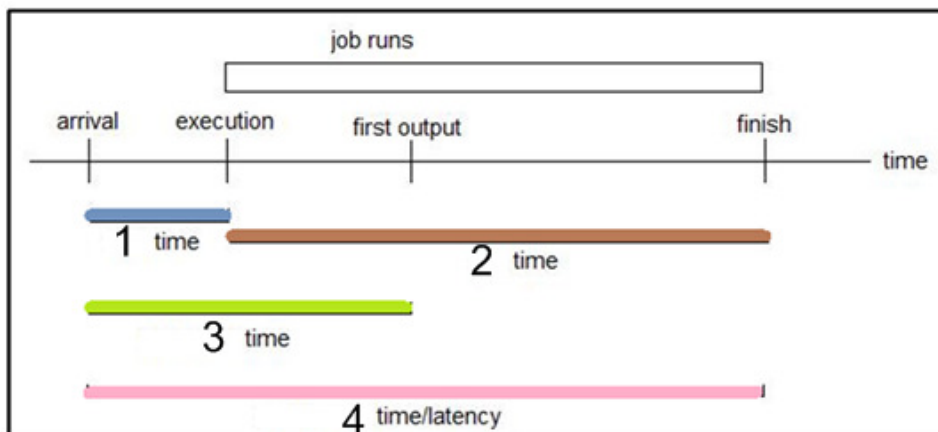 job runs
arrival
execution
first output
finish
time
1 time
2 time
3 time
4 time/latency